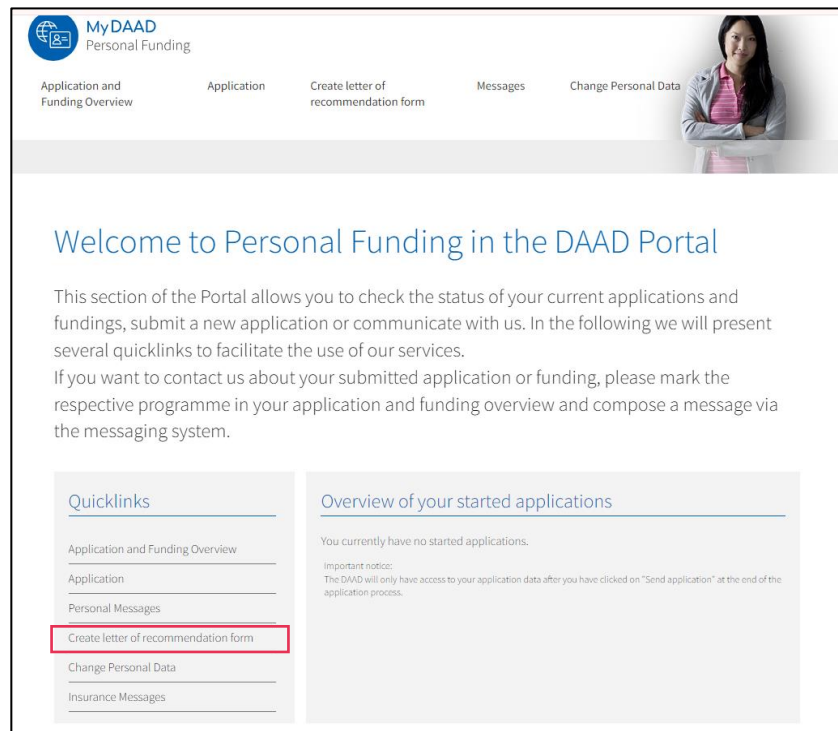 MyDAAD
Personal Funding
Application and
Funding Overview
Application
Create letter of
recommendation form
Messages
Change Personal Data
Welcome to Personal Funding in the DAAD Portal
This section of the Portal allows you to check the status of your current applications and
fundings, submit a new application or communicate with us. In the following we will present
several quicklinks to facilitate the use of our services.
If you want to contact us about your submitted application or funding, please mark the
respective programme in your application and funding overview and compose a message via
the messaging system.
Quicklinks
Application and Funding Overview
Application
Personal Messages
Create letter of recommendation form
Change Personal Data
Insurance Messages
Overview of your started applications
You currently have no started applications.
Important notice:
The DAAD will only have access to your application data after you have clicked on "Send application" at the end of the
application process.